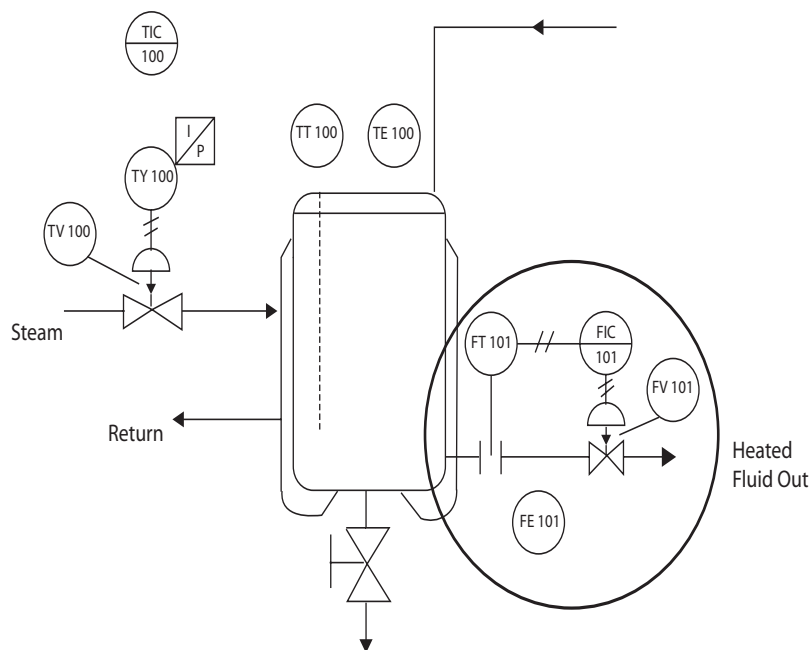 TIC
100
I
P
TT 100
TE 100
TY 100
TV 100
Steam
FT 101
FIC
101
FV 101
Return
Heated
Fluid Out
FE 101